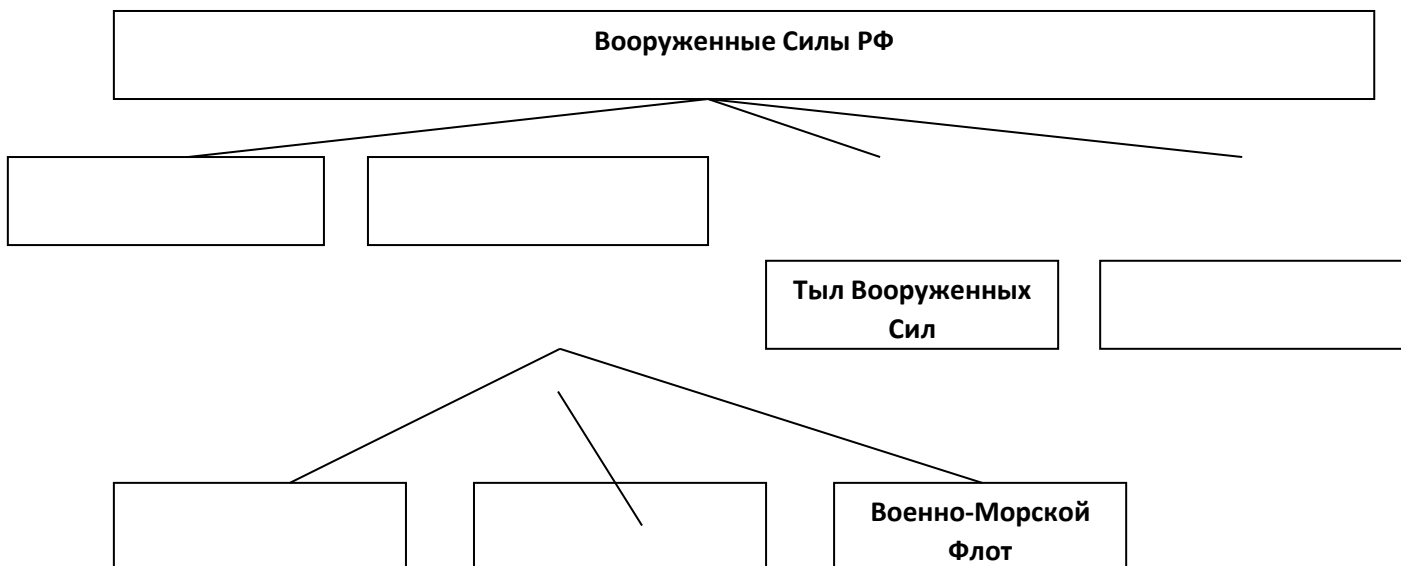 Вооруженные Силы РФ
Тыл Вооруженных
Сил
Военно-Морской
Флот